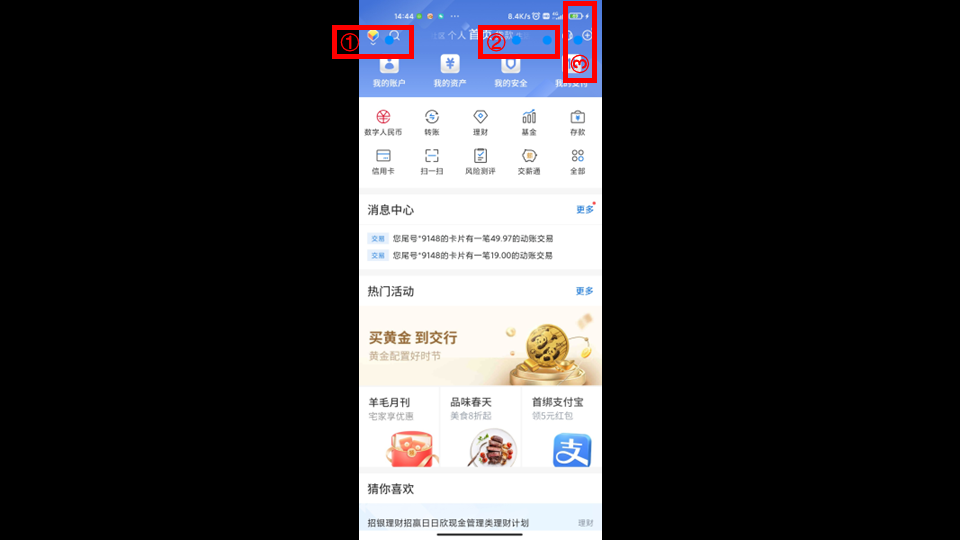 14:44 8.4K/s
① 个人 首页 ②
③
我的账户 我的资产 我的安全 我的支付
数字人民币 转账 理财 基金 存款
信用卡 扫一扫 风险测评 交薪通 全部
消息中心 更多
交易 您尾号*9148的卡片有一笔49.97的动账交易
交易 您尾号*9148的卡片有一笔19.00的动账交易
热门活动 更多
买黄金 到交行
黄金配置好时节
羊毛月刊 品味春天 首绑支付宝
宅家享优惠 美食8折起 领5元红包
支
猜你喜欢
招银理财招赢日日欣现金管理类理财计划 理财